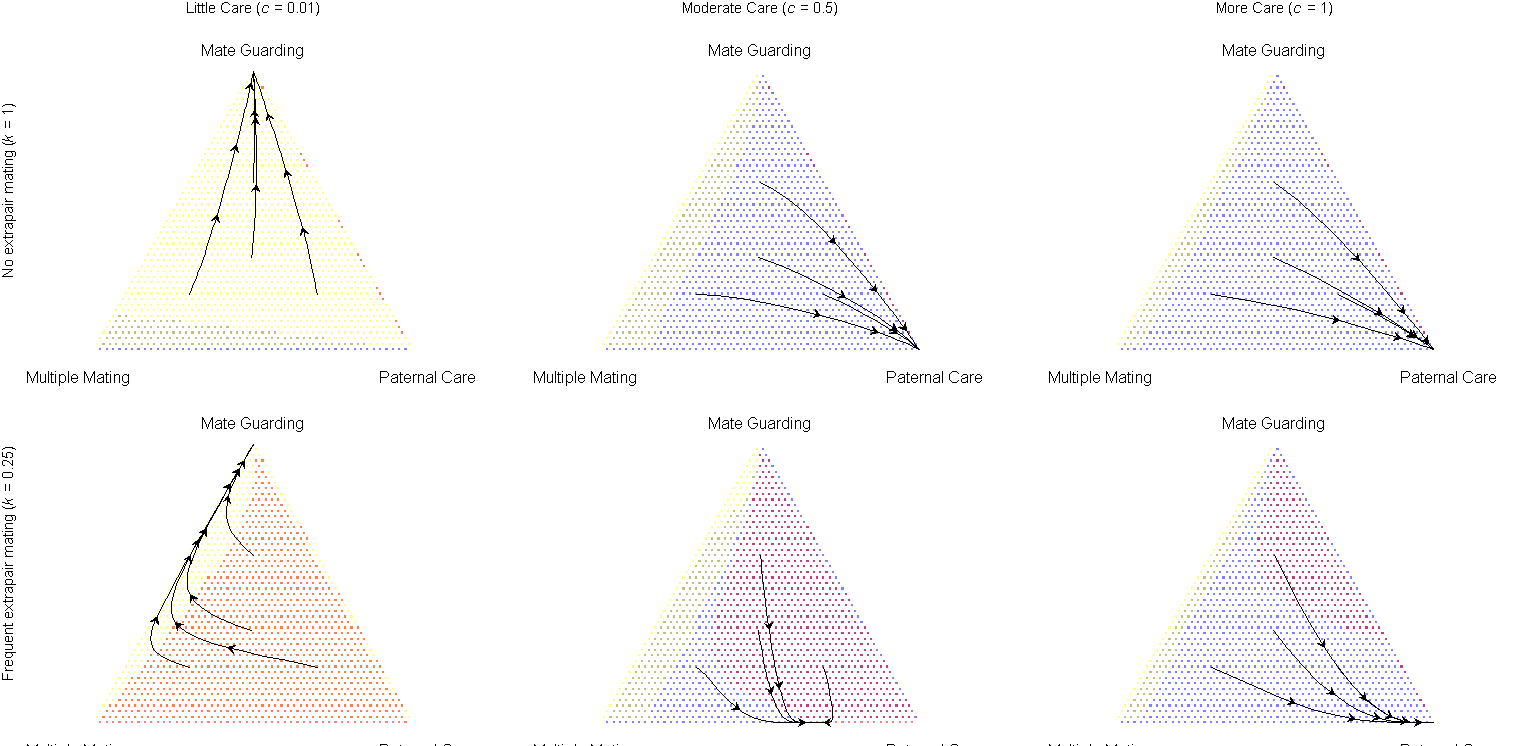 Little Care (c = 0.01)
Moderate Care (c = 0.5)
More Care (c = 1)
No extrapair mating (k = 1)
Mate Guarding
Mate Guarding
Mate Guarding
Multiple Mating
Paternal Care
Multiple Mating
Paternal Care
Multiple Mating
Paternal Care
Frequent extrapair mating (k = 0.25)
Mate Guarding
Mate Guarding
Mate Guarding